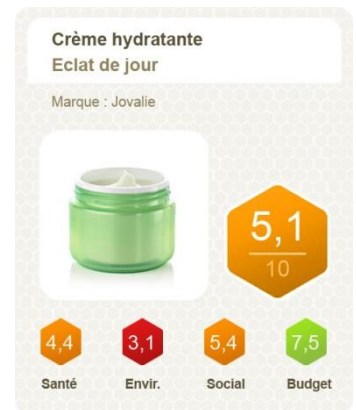 Crème hydratante
Eclat de jour
Marque : Jovalie
5,1
10
4,4
3,1
5,4
7,5
Santé
Envir.
Social
Budget